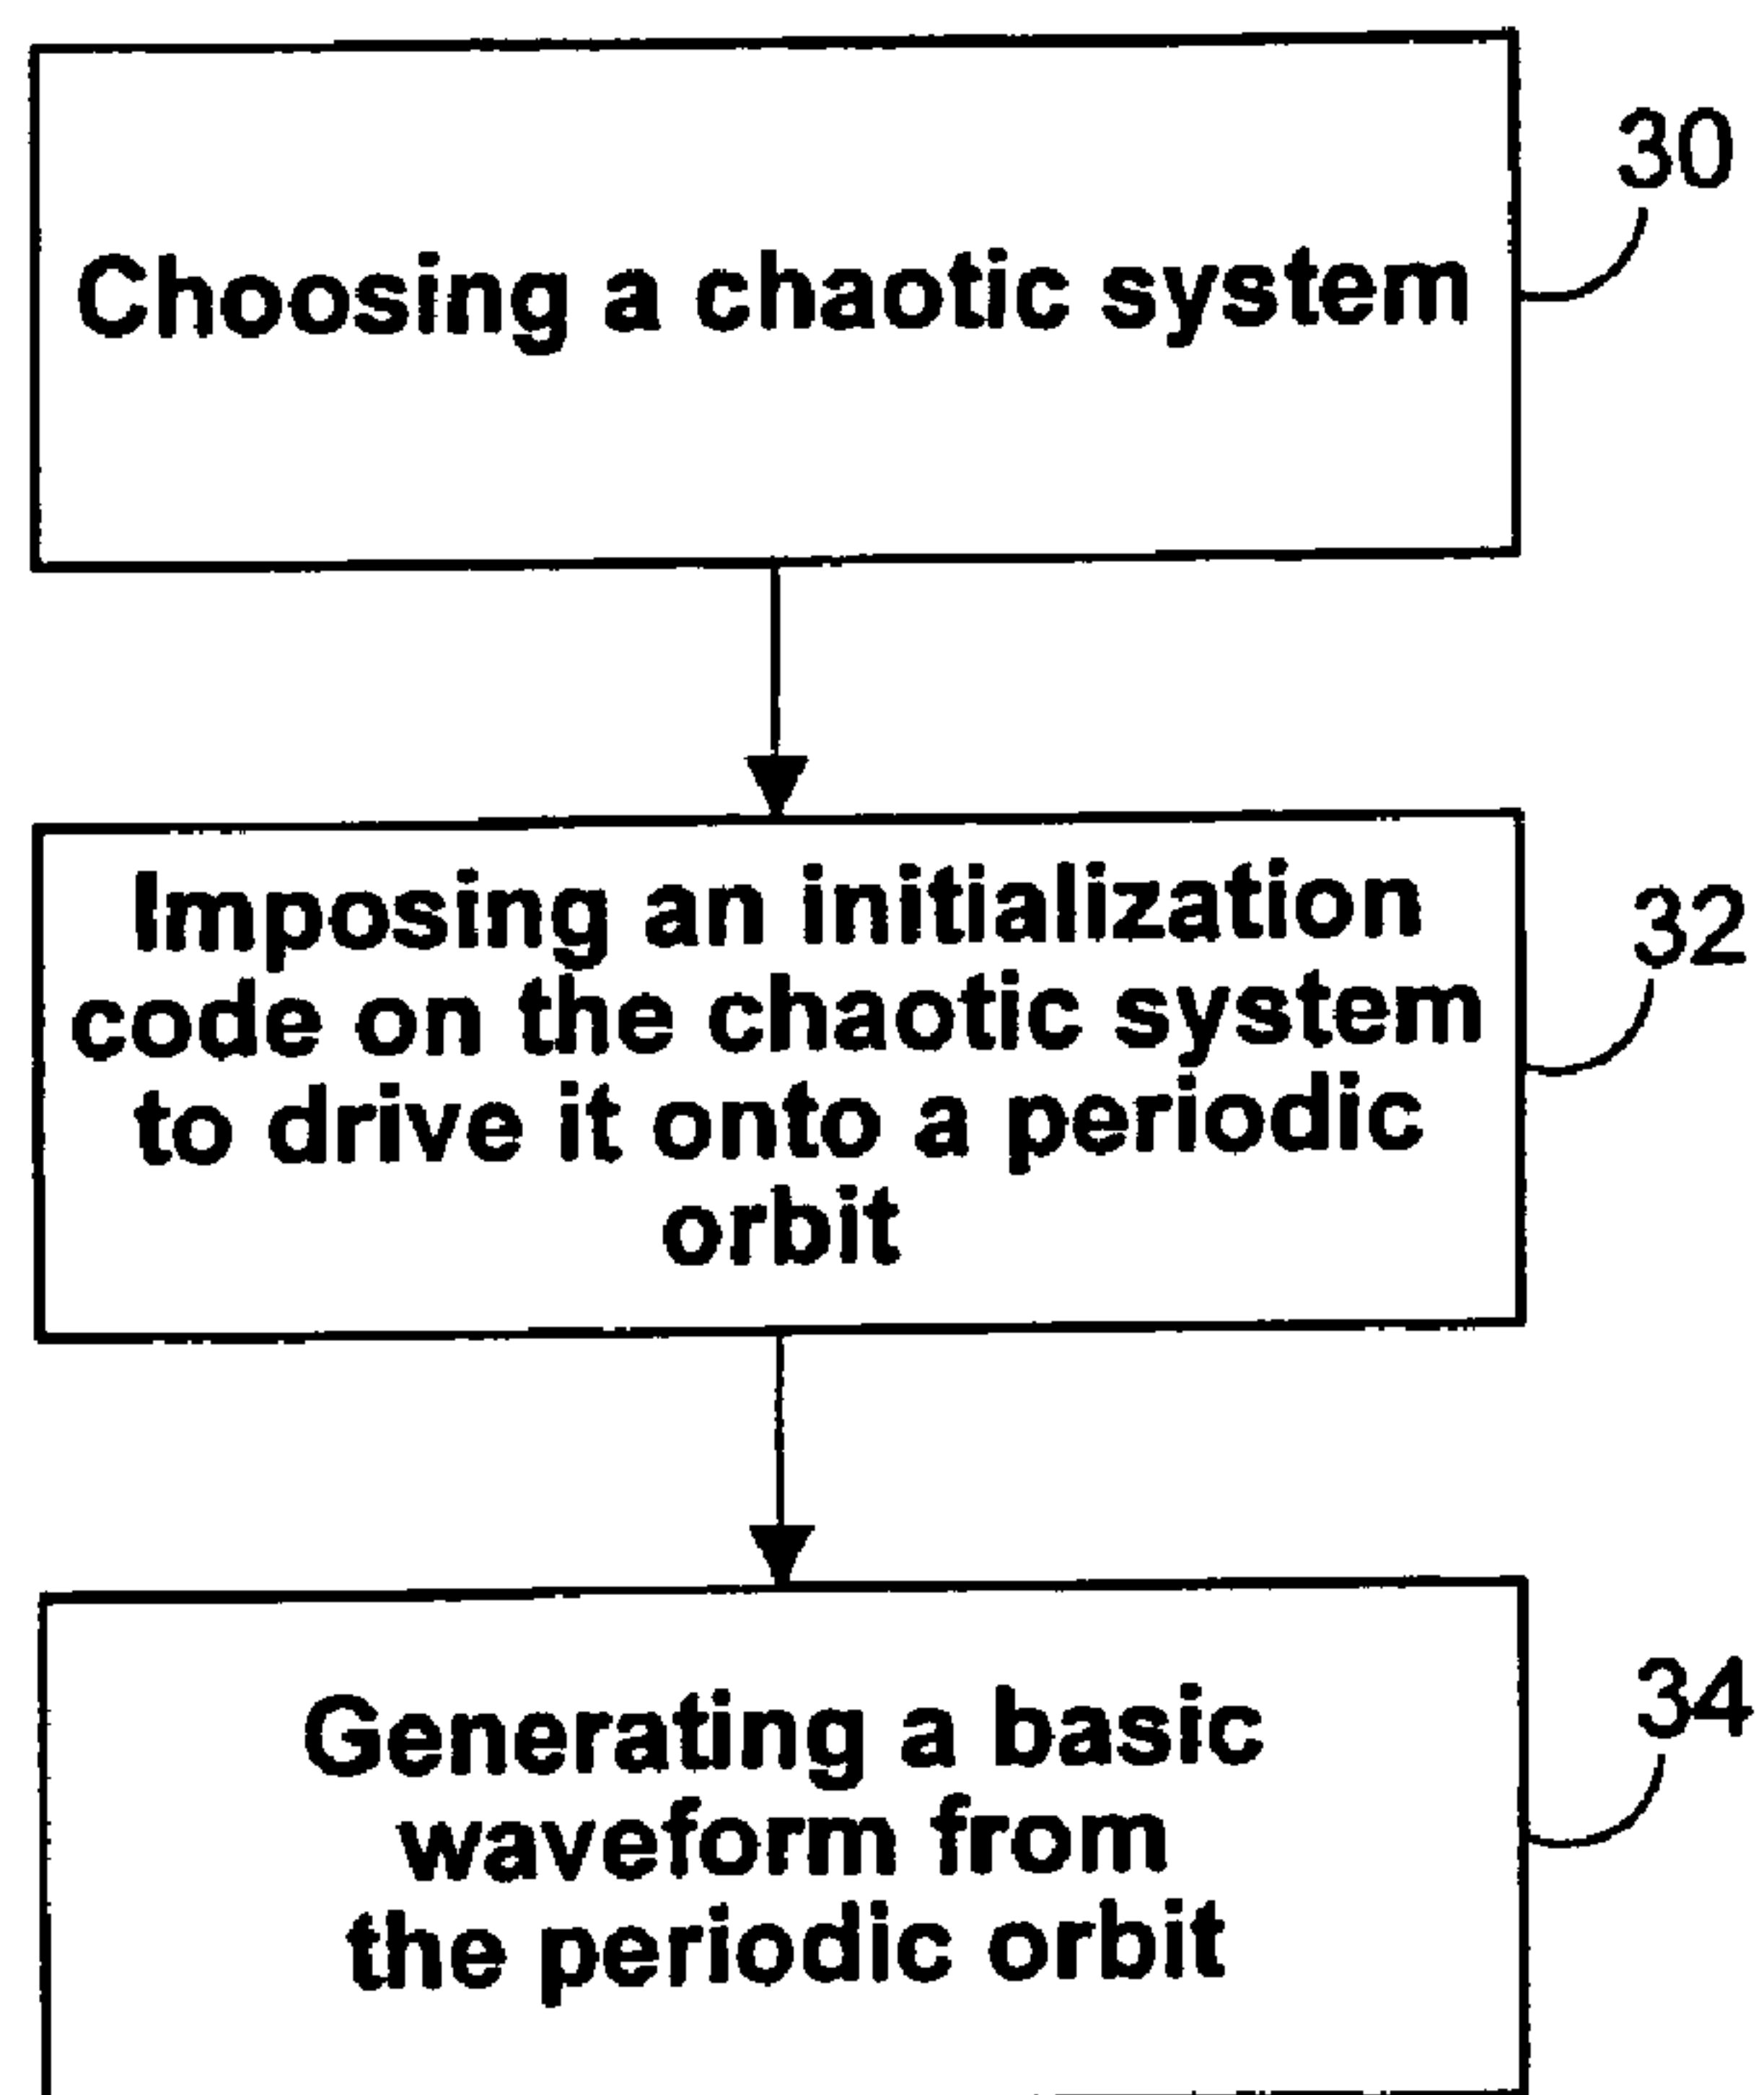 30
Choosing a chaotic system
Imposing an initialization
code on the chaotic system
to drive it onto a periodic
orbit
32
Generating a basic
waveform from
the periodic orbit
34